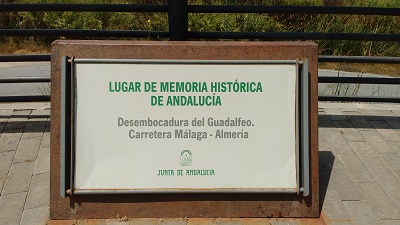 LUGAR DE MEMORIA HISTÓRICA
DE ANDALUCÍA
Desembocadura del Guadalfeo.
Carretera Málaga - Almería
JUNTA DE ANDALUCIA